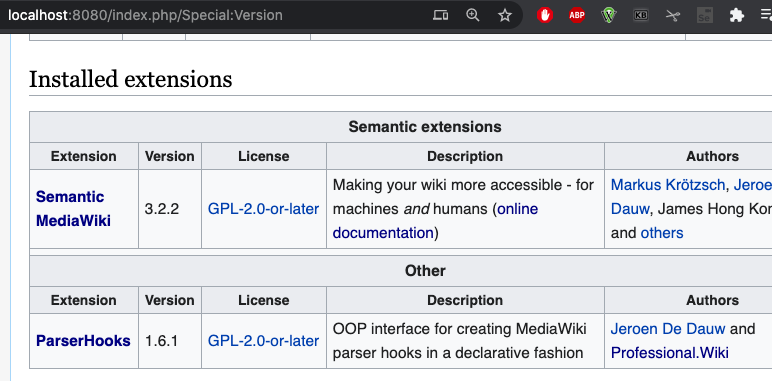 localhost:8080/index.php/Special:Version
ABP
KB
Se
Installed extensions
Semantic extensions
Extension Version License Description Authors
Semantic MediaWiki 3.2.2 GPL-2.0-or-later Making your wiki more accessible - for machines and humans (online documentation) Markus Krötzsch, Jeroe Dauw, James Hong Kon and others
Other
Extension Version License Description Authors
ParserHooks 1.6.1 GPL-2.0-or-later OOP interface for creating MediaWiki parser hooks in a declarative fashion Jeroen De Dauw and Professional.Wiki